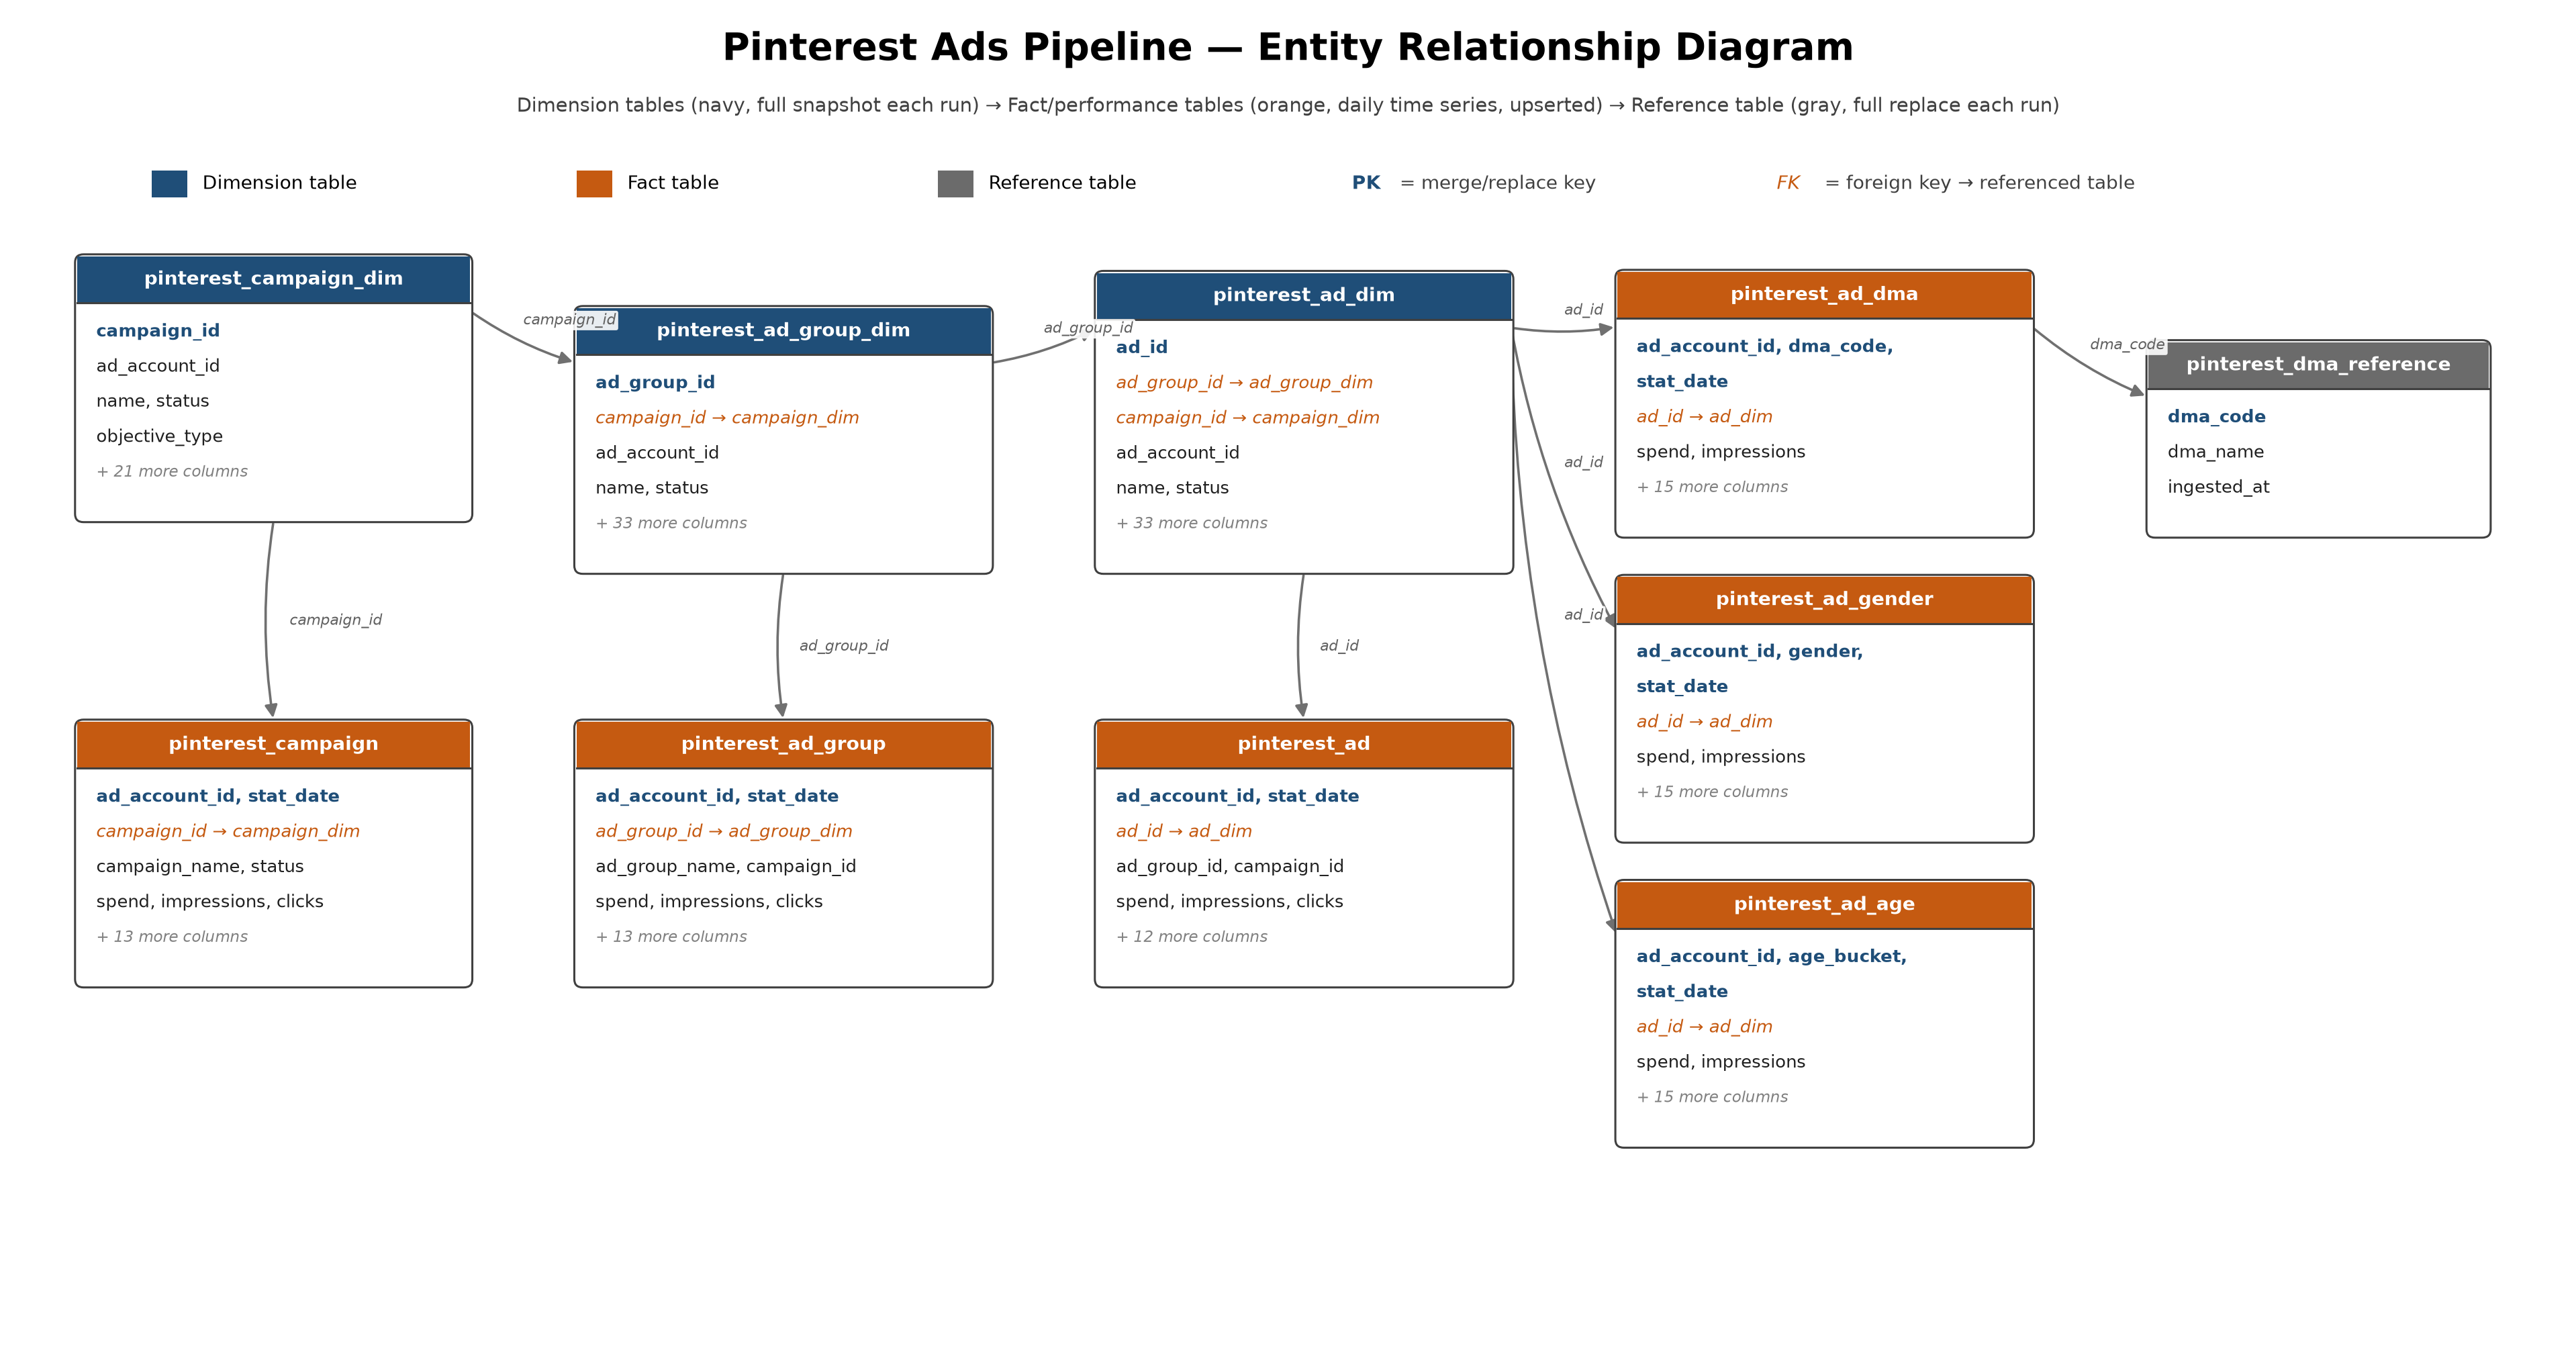 Pinterest Ads Pipeline — Entity Relationship Diagram
Dimension tables (navy, full snapshot each run) → Fact/performance tables (orange, daily time series, upserted) → Reference table (gray, full replace each run)
Dimension table
Fact table
Reference table
PK = merge/replace key
FK = foreign key → referenced table
pinterest_campaign_dim
campaign_id
ad_account_id
name, status
objective_type
+ 21 more columns
campaign_id
pinterest_ad_group_dim
ad_group_id
campaign_id → campaign_dim
ad_account_id
name, status
+ 33 more columns
ad_group_id
pinterest_ad_dim
ad_id
ad_group_id → ad_group_dim
campaign_id → campaign_dim
ad_account_id
name, status
+ 33 more columns
ad_id
ad_id
ad_id
pinterest_ad_dma
ad_account_id, dma_code,
stat_date
ad_id → ad_dim
spend, impressions
+ 15 more columns
dma_code
pinterest_dma_reference
dma_code
dma_name
ingested_at
campaign_id
ad_group_id
ad_id
pinterest_ad_gender
ad_account_id, gender,
stat_date
ad_id → ad_dim
spend, impressions
+ 15 more columns
pinterest_campaign
ad_account_id, stat_date
campaign_id → campaign_dim
campaign_name, status
spend, impressions, clicks
+ 13 more columns
pinterest_ad_group
ad_account_id, stat_date
ad_group_id → ad_group_dim
ad_group_name, campaign_id
spend, impressions, clicks
+ 13 more columns
pinterest_ad
ad_account_id, stat_date
ad_id → ad_dim
ad_group_id, campaign_id
spend, impressions, clicks
+ 12 more columns
pinterest_ad_age
ad_account_id, age_bucket,
stat_date
ad_id → ad_dim
spend, impressions
+ 15 more columns